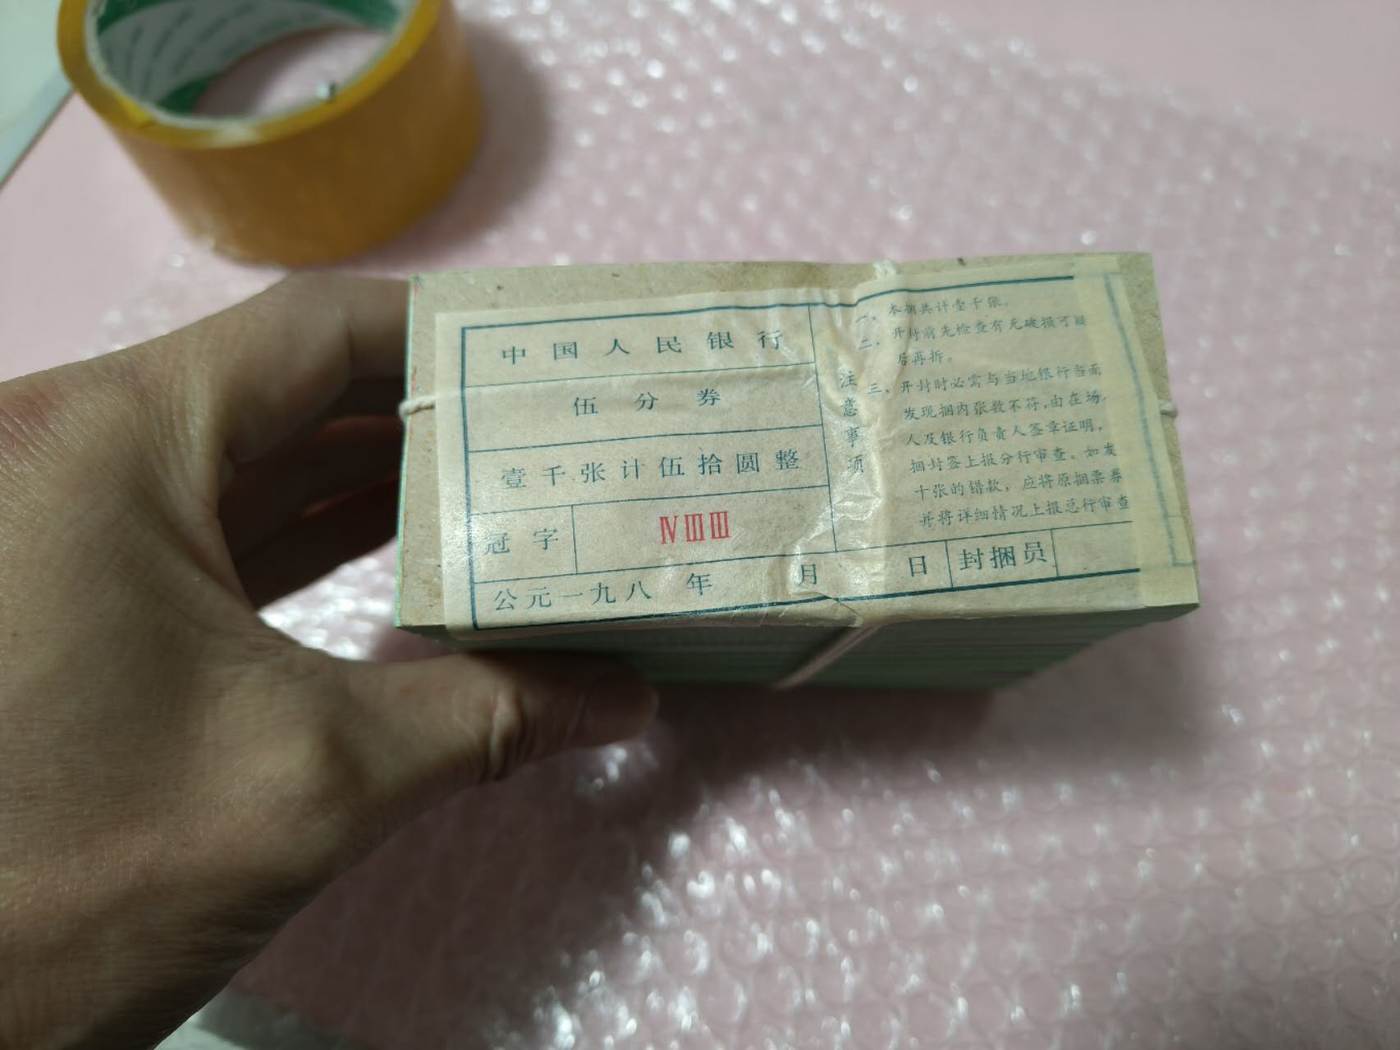 中国人民银行
伍分券
壹千张计伍拾圆整
冠字 ⅣⅢⅢ
公元一九八 年 月 日 封捆员
注意事项
一、本捆共计壹千张。
二、开封前先检查有无破损可疑
后再拆。
三、开封时必需与当地银行当面
发现捆内张数不符,由在场
人及银行负责人签章证明,
捆封签上报分行审查。如发
十张的错款,应将原捆票券
并将详细情况上报总行审查